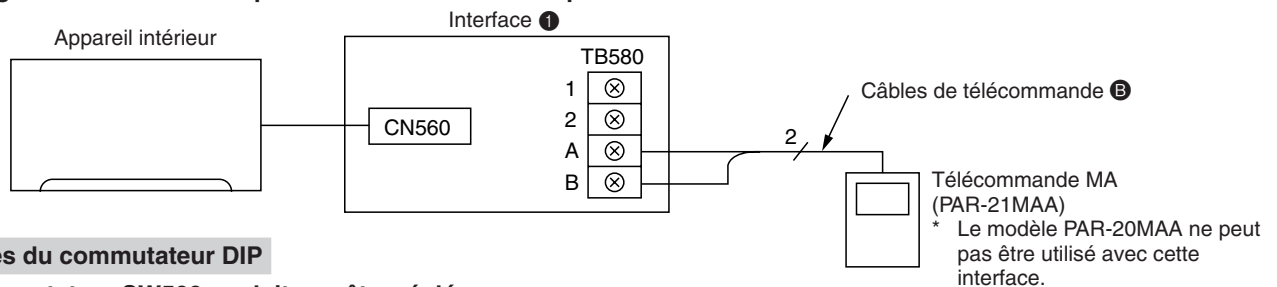 Interface ❶
Appareil intérieur
TB580
1
2
A
B
CN560
Câbles de télécommande Ⓑ
2
Télécommande MA
(PAR-21MAA)
* Le modèle PAR-20MAA ne peut
pas être utilisé avec cette
interface.
du commutateur DIP